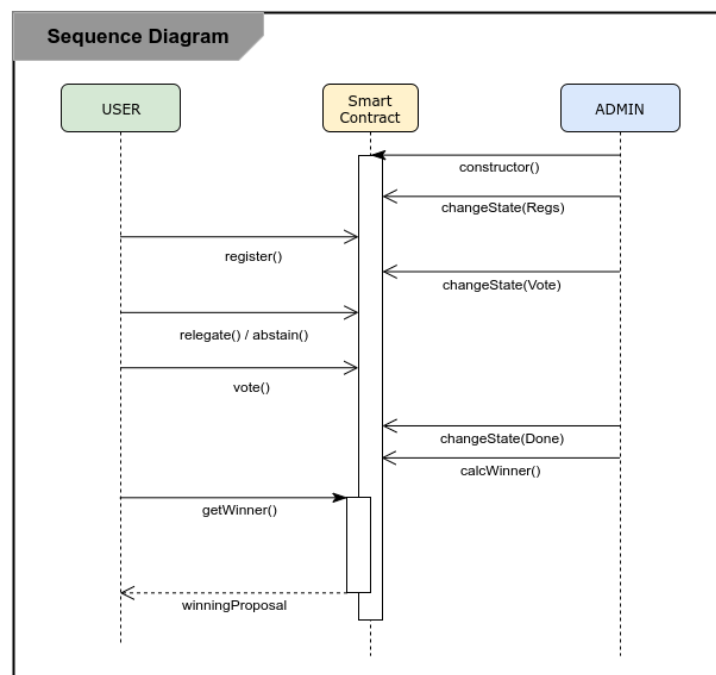 Sequence Diagram
USER
Smart
Contract
ADMIN
constructor()
changeState(Regs)
register()
changeState(Vote)
relegate() / abstain()
vote()
changeState(Done)
calcWinner()
getWinner()
winningProposal